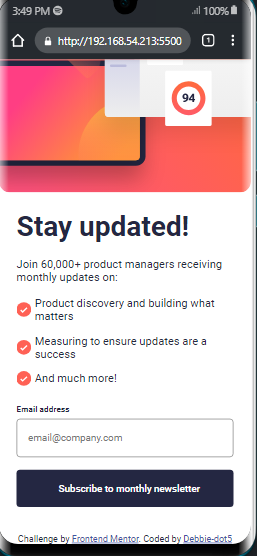 3:49 PM
100%
http://192.168.54.213:5500
1
94
Stay updated!
Join 60,000+ product managers receiving
monthly updates on:
Product discovery and building what
matters
Measuring to ensure updates are a
success
And much more!
Email address
email@company.com
Subscribe to monthly newsletter
Challenge by Frontend Mentor. Coded by Debbie-dot5